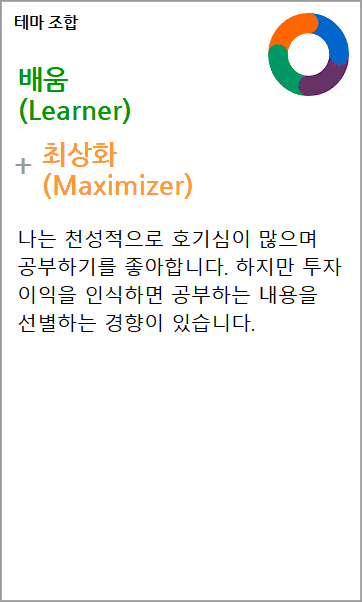 테마 조합
배움
(Learner)
+ 최상화
(Maximizer)
나는 천성적으로 호기심이 많으며
공부하기를 좋아합니다. 하지만 투자
이익을 인식하면 공부하는 내용을
선별하는 경향이 있습니다.